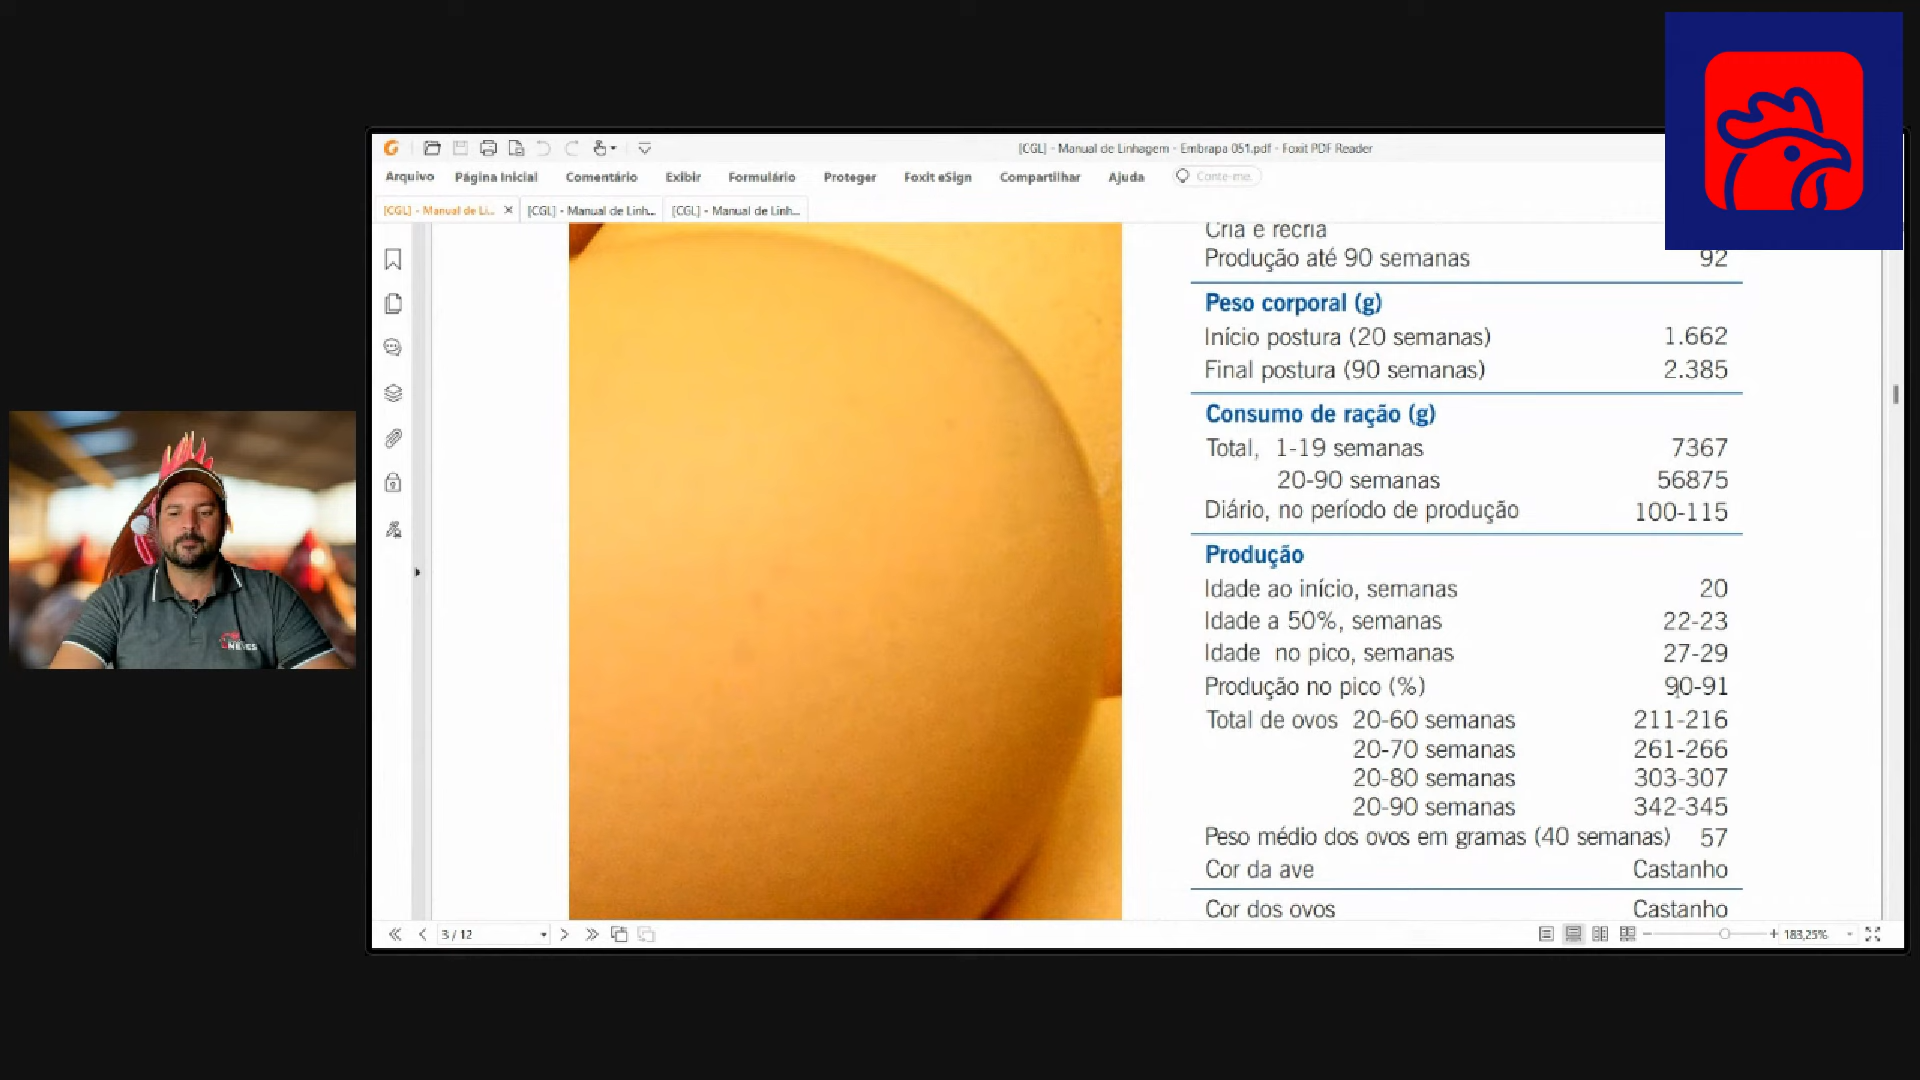 [CGL] - Manual de Linhagem - Embrapa 051.pdf - Foxit PDF Reader
Arquivo Página Inicial Comentário Exibir Formulário Proteger Foxit eSign Compartilhar Ajuda Conte-me.
[CGL] - Manual de Li... [CGL] - Manual de Linh... [CGL] - Manual de Linh...
Cria e recria
Produção até 90 semanas 92
Peso corporal (g)
Início postura (20 semanas) 1.662
Final postura (90 semanas) 2.385
Consumo de ração (g)
Total, 1-19 semanas 7367
20-90 semanas 56875
Diário, no período de produção 100-115
Produção
Idade ao início, semanas 20
Idade a 50%, semanas 22-23
Idade no pico, semanas 27-29
Produção no pico (%) 90-91
Total de ovos 20-60 semanas 211-216
20-70 semanas 261-266
20-80 semanas 303-307
20-90 semanas 342-345
Peso médio dos ovos em gramas (40 semanas) 57
Cor da ave Castanho
Cor dos ovos Castanho
3 / 12 183,25%